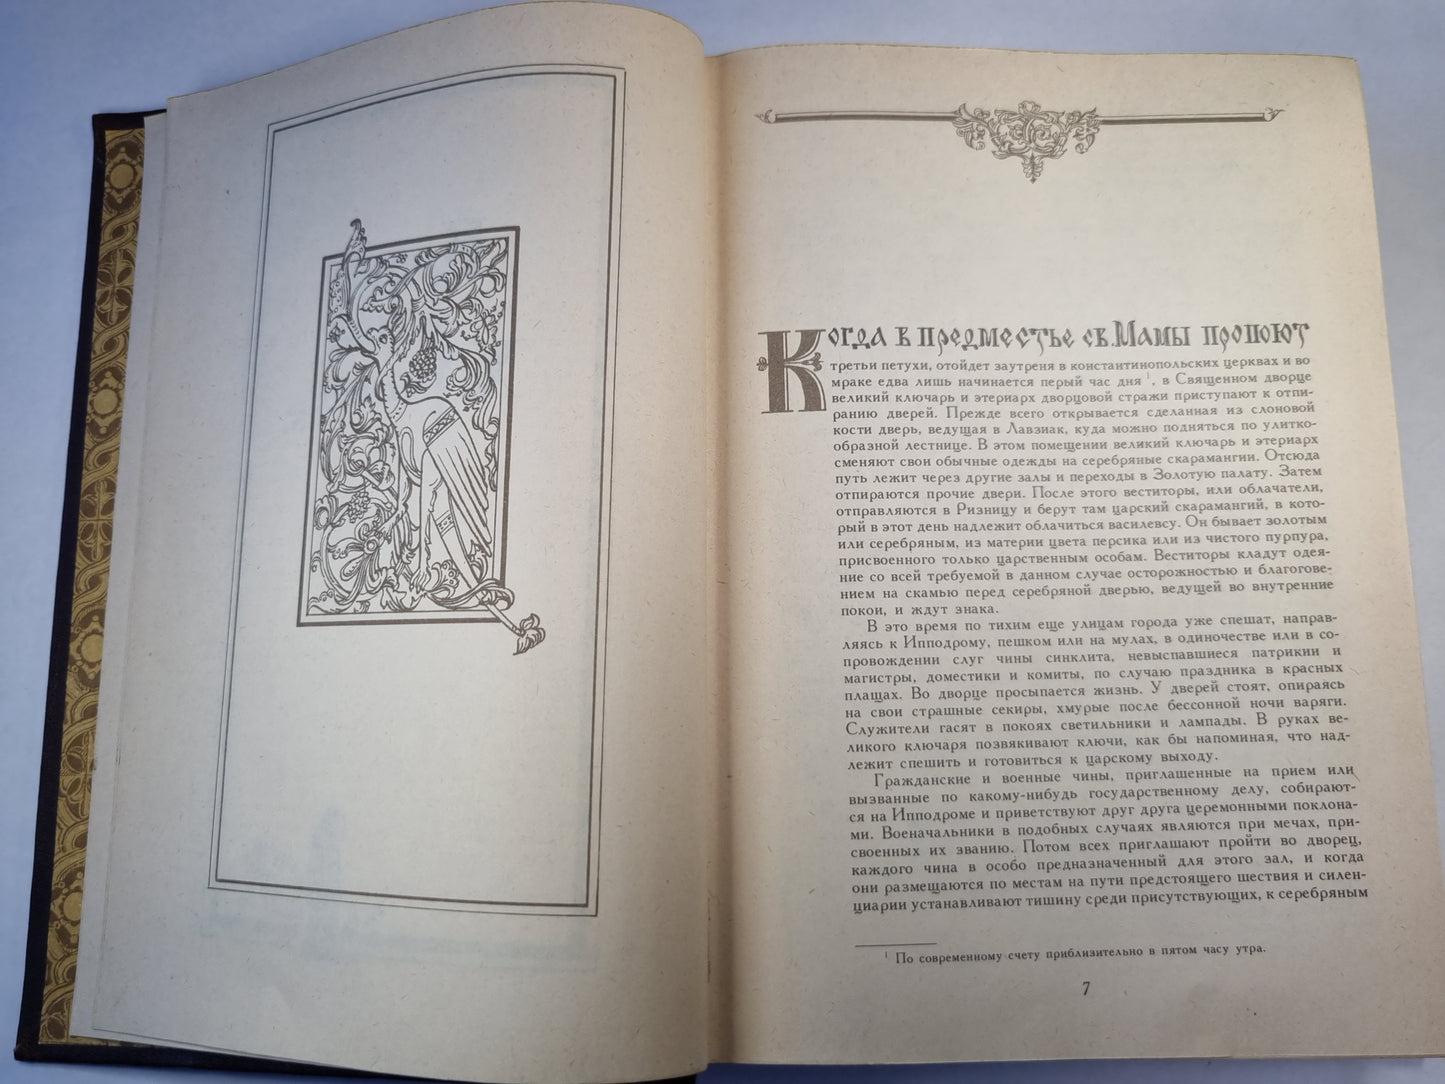 Когда в предместье св. Мамы пропоют
третьи петухи, отойдет заутреня в константинопольских церквах и во
мраке едва лишь начинается перый час дня ¹, в Священном дворце
великий ключарь и этериарх дворцовой стражи приступают к отпи-
ранию дверей. Прежде всего открывается сделанная из слоновой
кости дверь, ведущая в Лавзиак, куда можно подняться по улитко-
образной лестнице. В этом помещении великий ключарь и этериарх
сменяют свои обычные одежды на серебряные скарамангии. Отсюда
путь лежит через другие залы и переходы в Золотую палату. Затем
отпираются прочие двери. После этого веститоры, или облачатели,
отправляются в Ризницу и берут там царский скарамангий, в кото-
рый в этот день надлежит облачиться василевсу. Он бывает золотым
или серебряным, из материи цвета персика или из чистого пурпура,
присвоенного только царственным особам. Веститоры кладут одея-
ние со всей требуемой в данном случае осторожностью и благогове-
нием на скамью перед серебряной дверью, ведущей во внутренние
покои, и ждут знака.
В это время по тихим еще улицам города уже спешат, направ-
ляясь к Ипподрому, пешком или на мулах, в одиночестве или в со-
провождении слуг чины синклита, невыспавшиеся патрикии и
магистры, доместики и комиты, по случаю праздника в красных
плащах. Во дворце просыпается жизнь. У дверей стоят, опираясь
на свои страшные секиры, хмурые после бессонной ночи варяги.
Служители гасят в покоях светильники и лампады. В руках ве-
ликого ключаря позвякивают ключи, как бы напоминая, что над-
лежит спешить и готовиться к царскому выходу.
Гражданские и военные чины, приглашенные на прием или
вызванные по какому-нибудь государственному делу, собирают-
ся на Ипподроме и приветствуют друг друга церемонными поклона-
ми. Военачальники в подобных случаях являются при мечах, при-
своенных их званию. Потом всех приглашают пройти во дворец,
каждого чина в особо предназначенный для этого зал, и когда
они размещаются по местам на пути предстоящего шествия и силен-
циарии устанавливают тишину среди присутствующих, к серебряным
¹ По современному счету приблизительно в пятом часу утра.
7